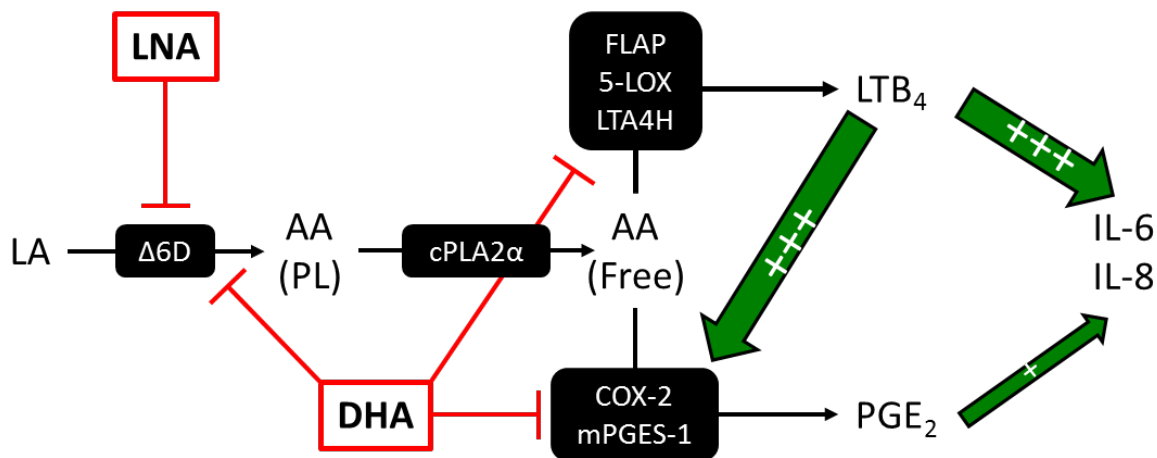 LNA
FLAP
5-LOX
LTA4H
LTB₄
+++
LA
Δ6D
AA
(PL)
cPLA2α
AA
(Free)
+++
IL-6
IL-8
DHA
COX-2
mPGES-1
PGE₂
+